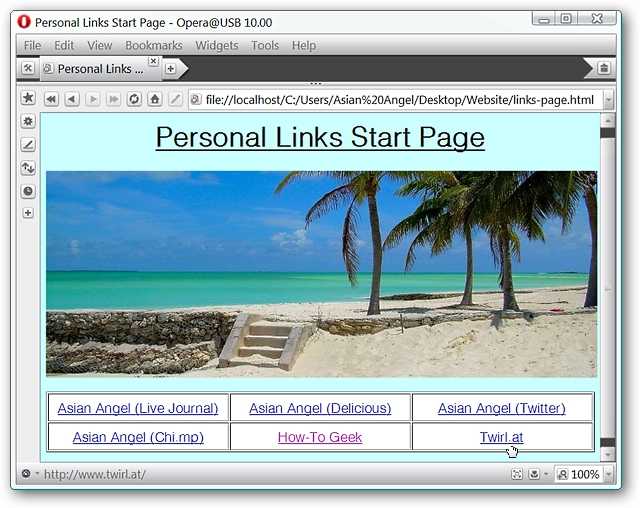 Personal Links Start Page - Opera@USB 10.00
File Edit View Bookmarks Widgets Tools Help
Personal Links ...
file://localhost/C:/Users/Asian%20Angel/Desktop/Website/links-page.html
Personal Links Start Page
Asian Angel (Live Journal) Asian Angel (Delicious) Asian Angel (Twitter)
Asian Angel (Chi.mp) How-To Geek Twirl.at
http://www.twirl.at/ 100%